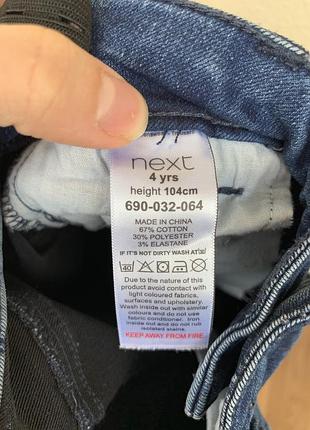 next
4 yrs
height 104cm
690-032-064
MADE IN CHINA
67% COTTON
30% POLYESTER
3% ELASTANE
IF IT'S NOT DIRTY WASH AT 30
40
Due to the nature of this
product avoid contact with
light coloured fabrics,
surfaces and upholstery.
Wash inside out with similar
colours and do not use
fabric conditioner. Iron
inside out and do not rub
isolated stains.
KEEP AWAY FROM FIRE